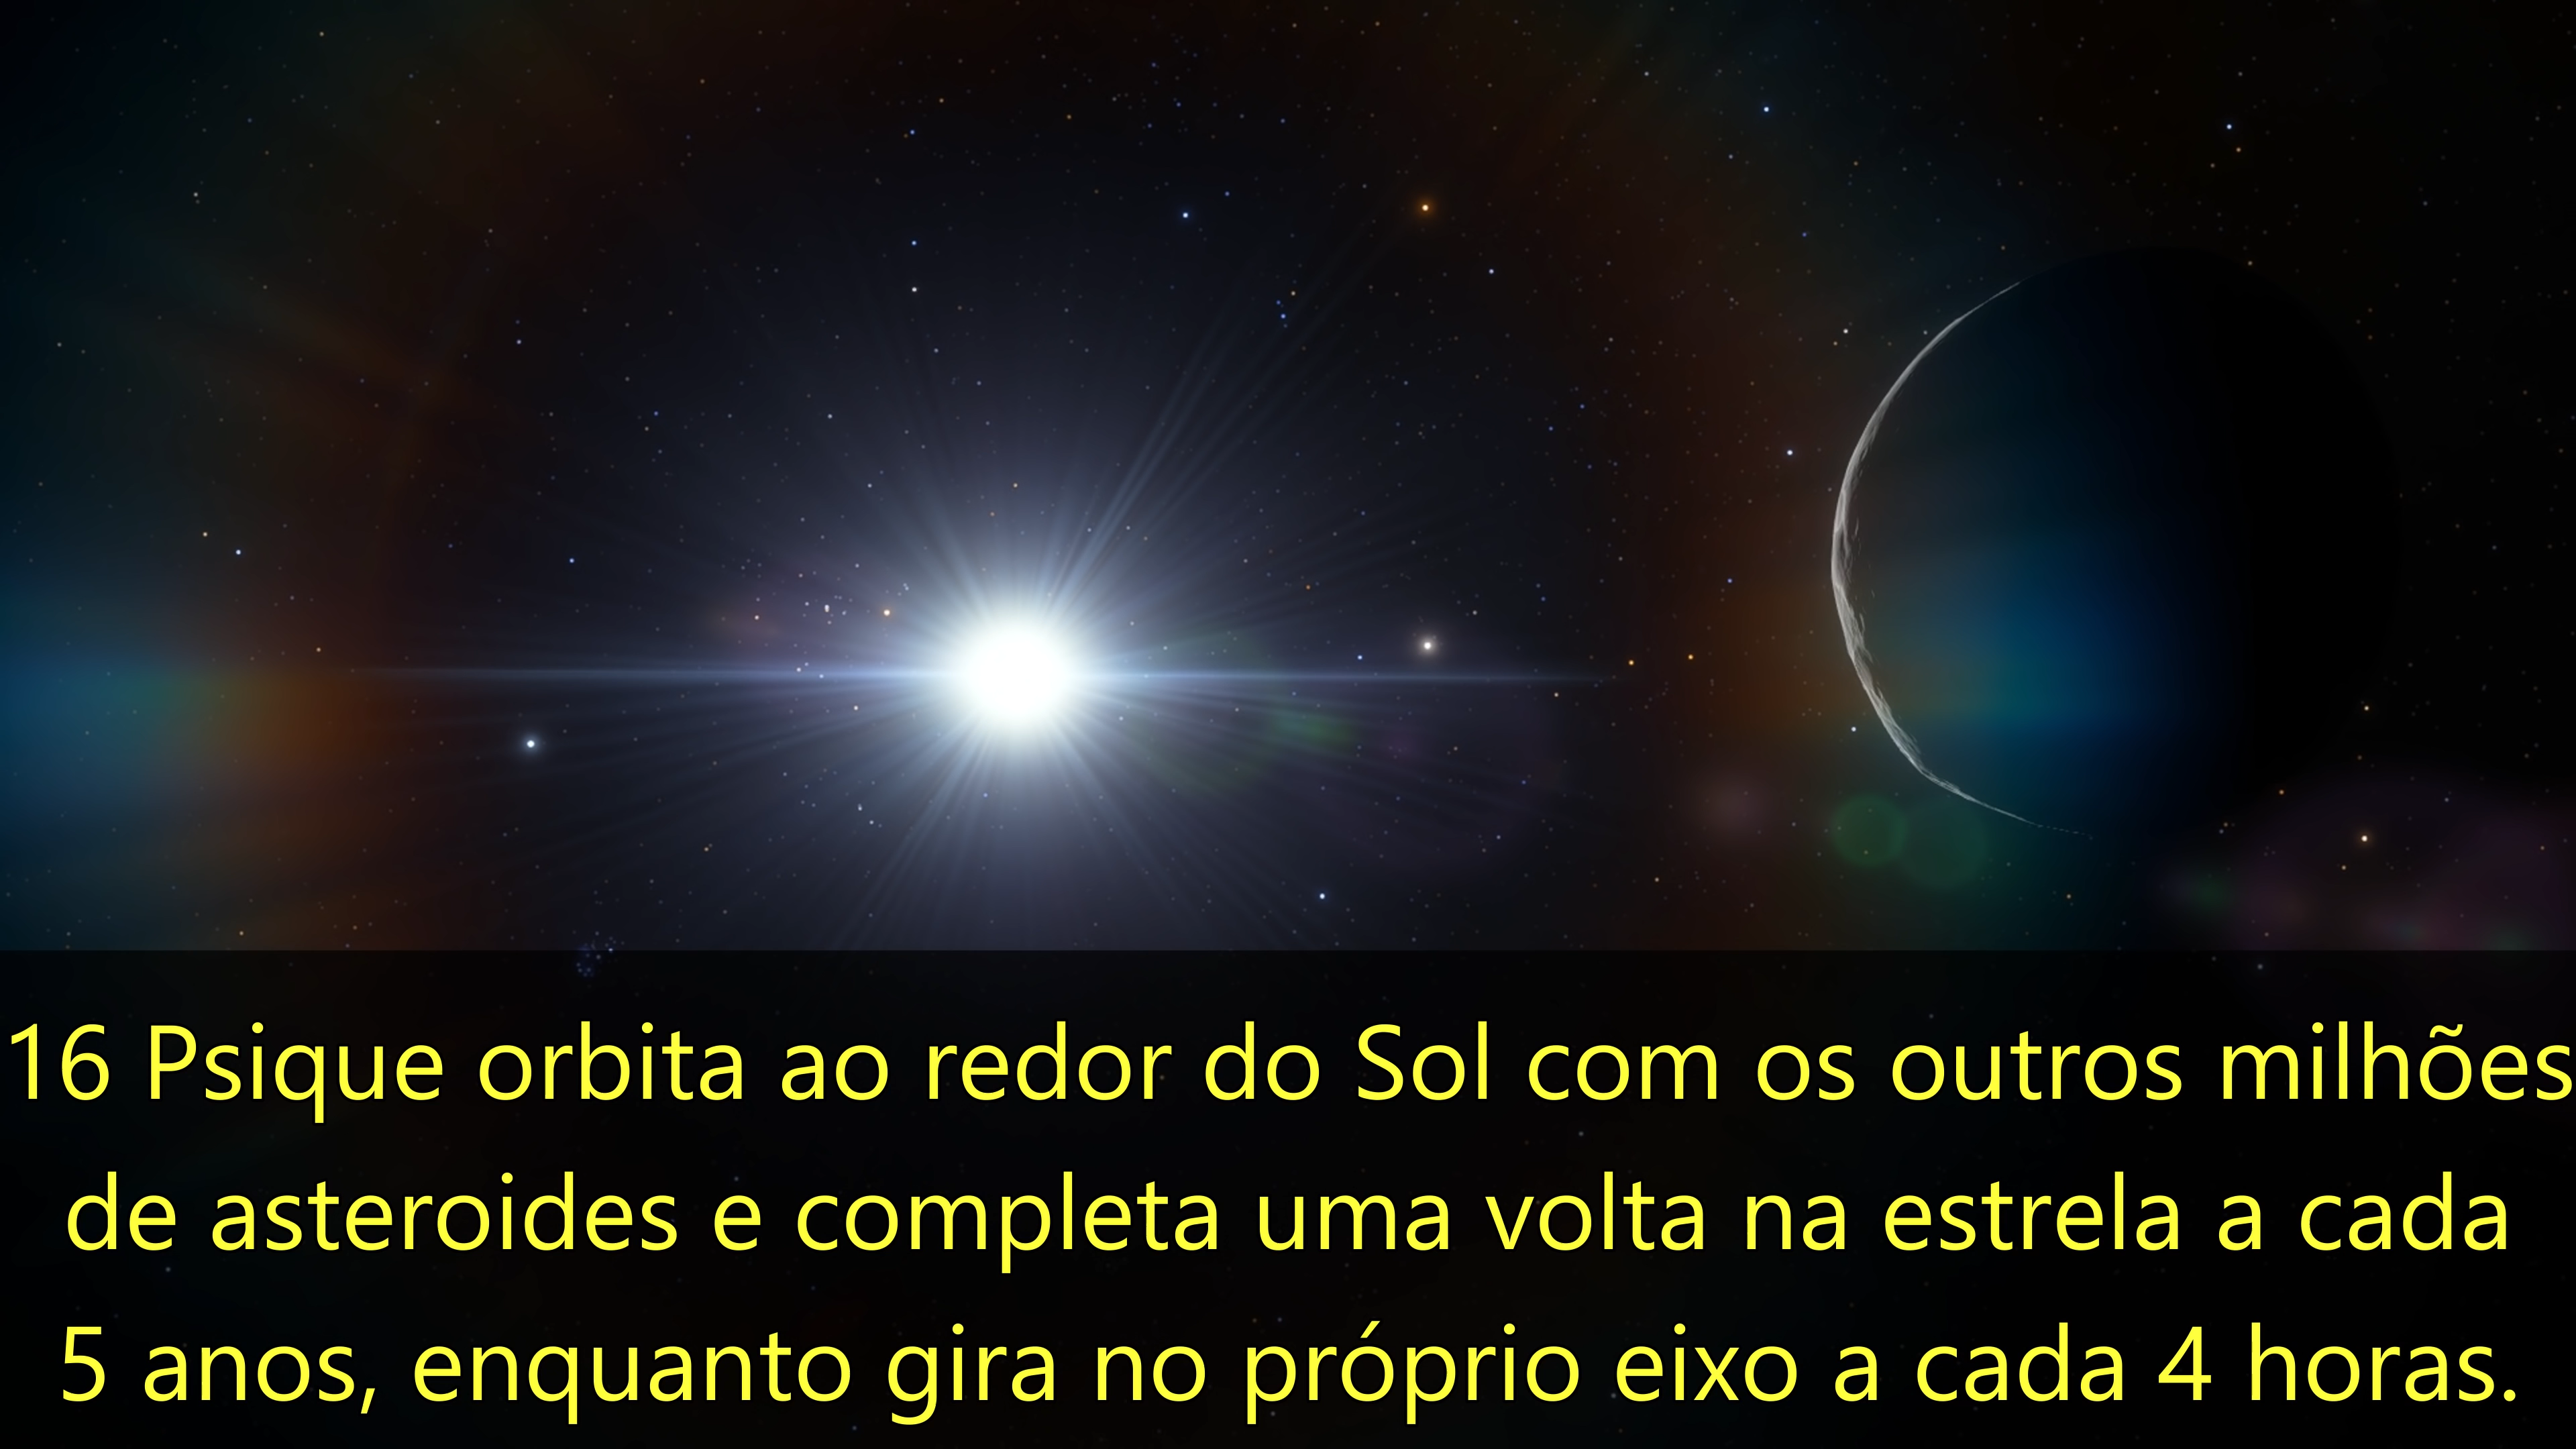 16 Psique orbita ao redor do Sol com os outros milhões
de asteroides e completa uma volta na estrela a cada
5 anos, enquanto gira no próprio eixo a cada 4 horas.